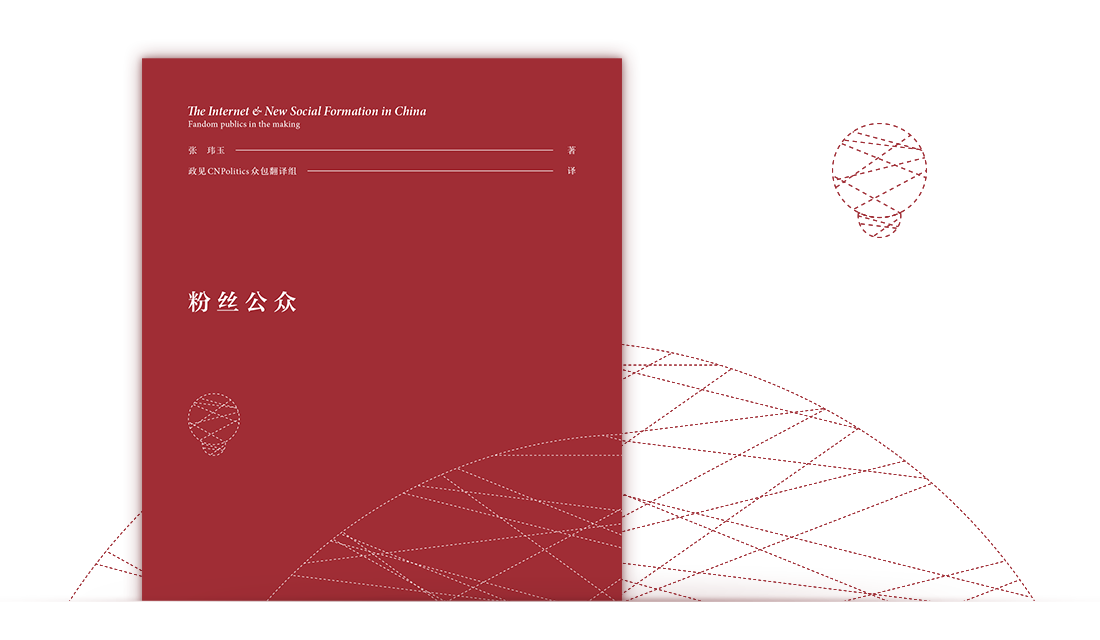 The Internet & New Social Formation in China
Fandom publics in the making
张 玮玉 著
政见CNPolitics众包翻译组 译
粉丝公众